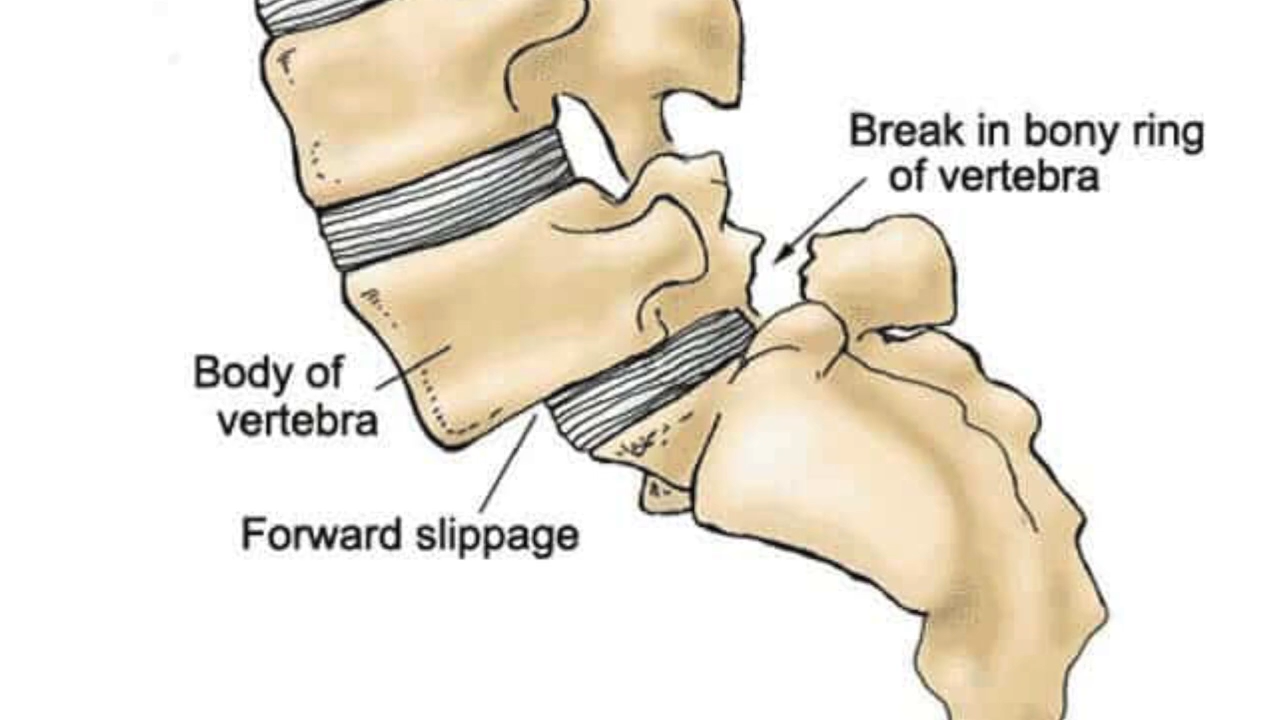 Break in bony ring
of vertebra
Body of
vertebra
Forward slippage